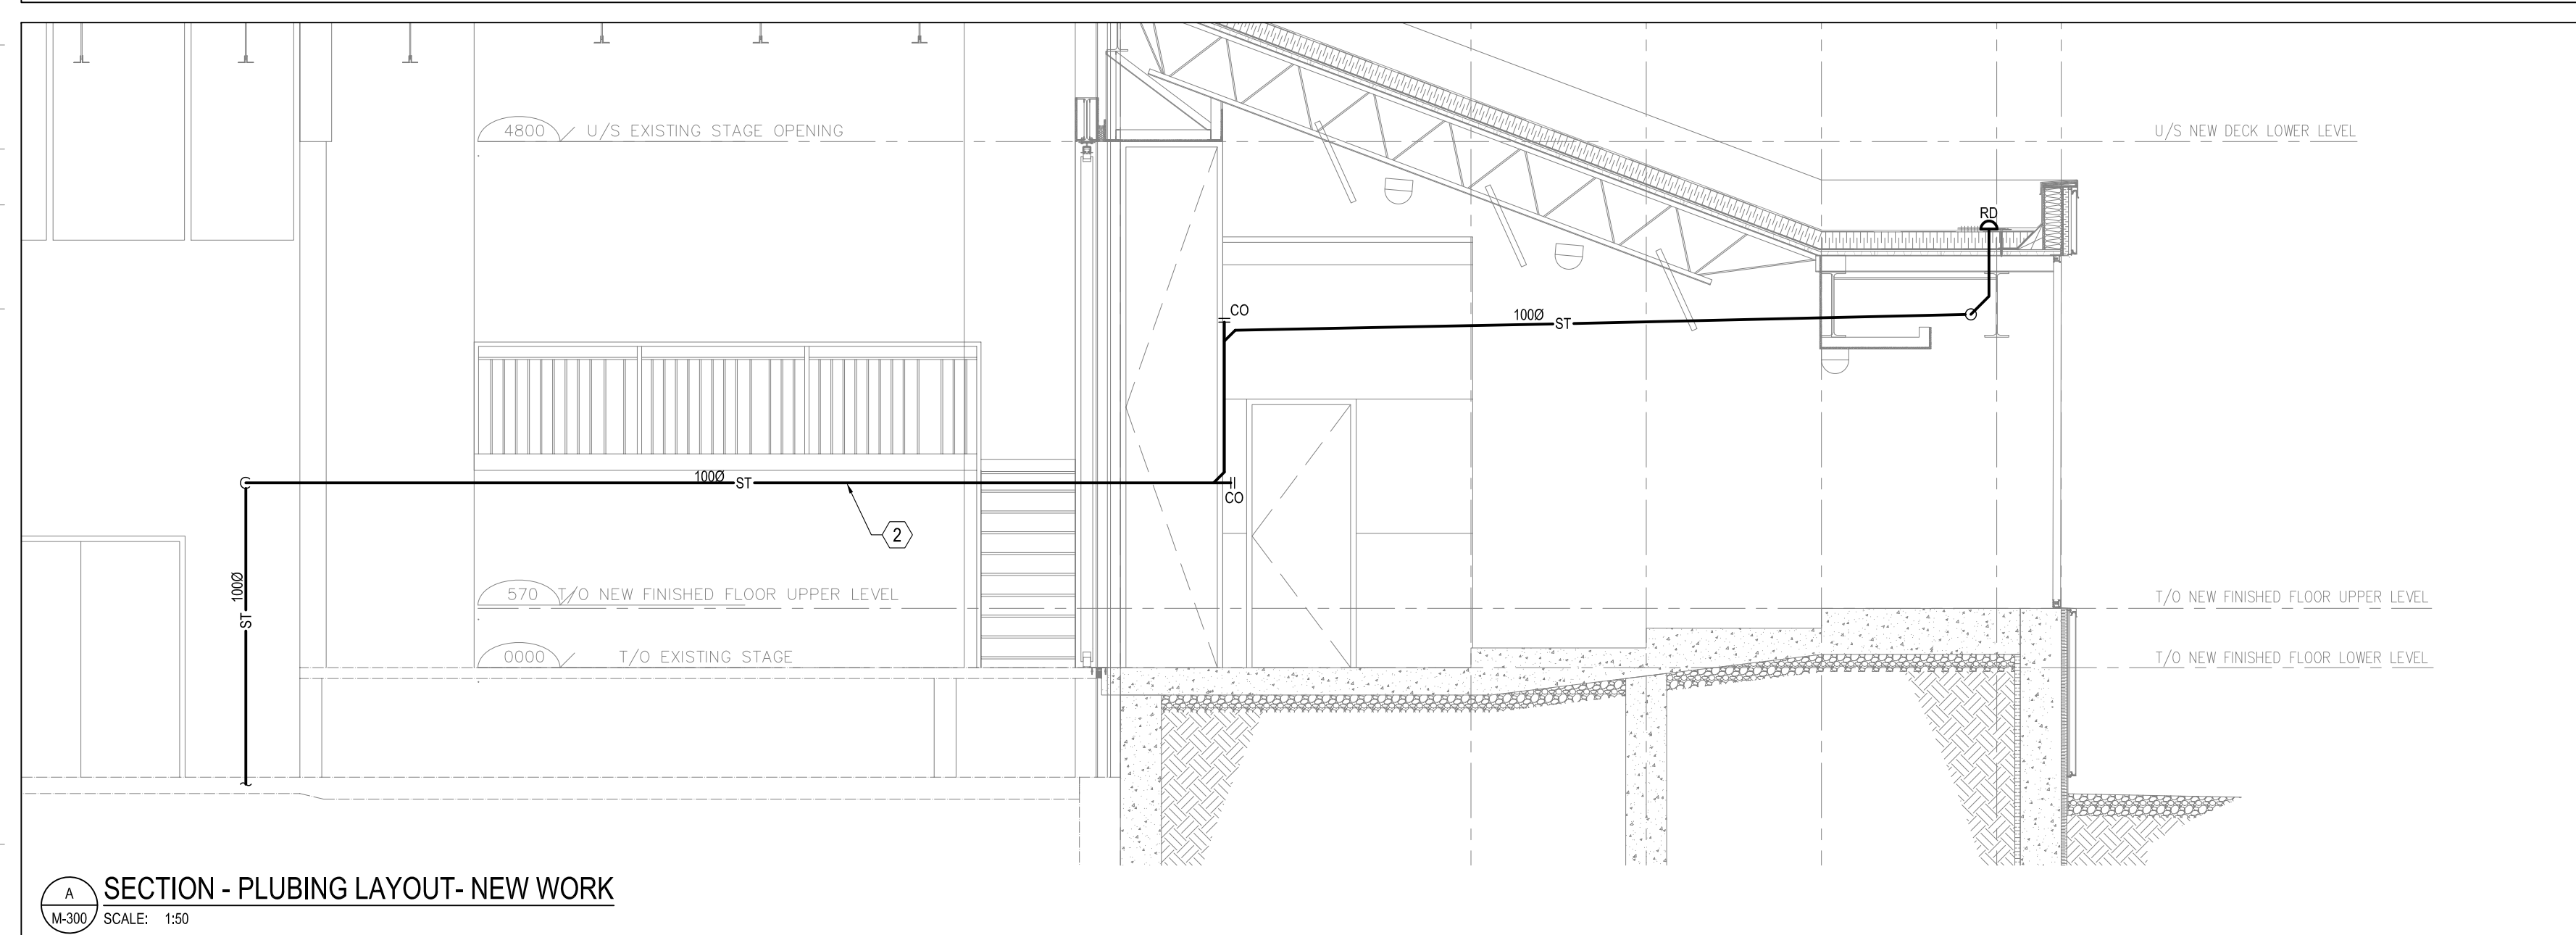 4800 U/S EXISTING STAGE OPENING
U/S NEW DECK LOWER LEVEL
RD
CO
100Ø ST
100Ø ST
CO
2
100Ø ST
570 T/O NEW FINISHED FLOOR UPPER LEVEL
T/O NEW FINISHED FLOOR UPPER LEVEL
0000 T/O EXISTING STAGE
T/O NEW FINISHED FLOOR LOWER LEVEL
A
M-300
SECTION - PLUBING LAYOUT- NEW WORK
SCALE: 1:50